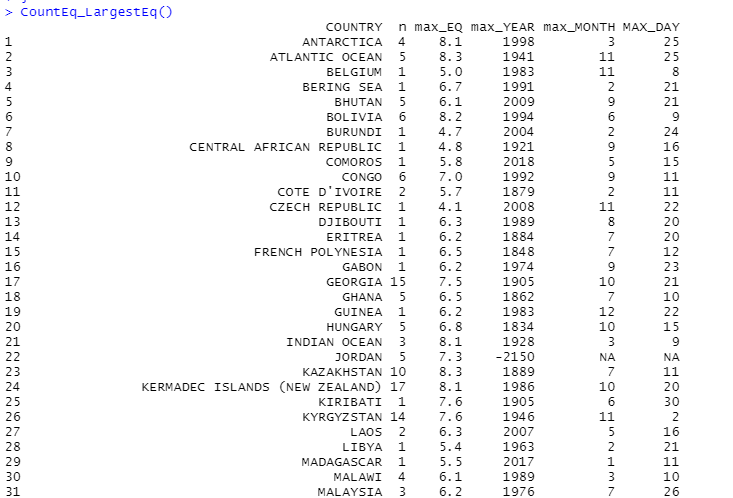 > CountEq_LargestEq()
COUNTRY n max_EQ max_YEAR max_MONTH MAX_DAY
1 ANTARCTICA 4 8.1 1998 3 25
2 ATLANTIC OCEAN 5 8.3 1941 11 25
3 BELGIUM 1 5.0 1983 11 8
4 BERING SEA 1 6.7 1991 2 21
5 BHUTAN 5 6.1 2009 9 21
6 BOLIVIA 6 8.2 1994 6 9
7 BURUNDI 1 4.7 2004 2 24
8 CENTRAL AFRICAN REPUBLIC 1 4.8 1921 9 16
9 COMOROS 1 5.8 2018 5 15
10 CONGO 6 7.0 1992 9 11
11 COTE D'IVOIRE 2 5.7 1879 2 11
12 CZECH REPUBLIC 1 4.1 2008 11 22
13 DJIBOUTI 1 6.3 1989 8 20
14 ERITREA 1 6.2 1884 7 20
15 FRENCH POLYNESIA 1 6.5 1848 7 12
16 GABON 1 6.2 1974 9 23
17 GEORGIA 15 7.5 1905 10 21
18 GHANA 5 6.5 1862 7 10
19 GUINEA 1 6.2 1983 12 22
20 HUNGARY 5 6.8 1834 10 15
21 INDIAN OCEAN 3 8.1 1928 3 9
22 JORDAN 5 7.3 -2150 NA NA
23 KAZAKHSTAN 10 8.3 1889 7 11
24 KERMADEC ISLANDS (NEW ZEALAND) 17 8.1 1986 10 20
25 KIRIBATI 1 7.6 1905 6 30
26 KYRGYZSTAN 14 7.6 1946 11 2
27 LAOS 2 6.3 2007 5 16
28 LIBYA 1 5.4 1963 2 21
29 MADAGASCAR 1 5.5 2017 1 11
30 MALAWI 4 6.1 1989 3 10
31 MALAYSIA 3 6.2 1976 7 26